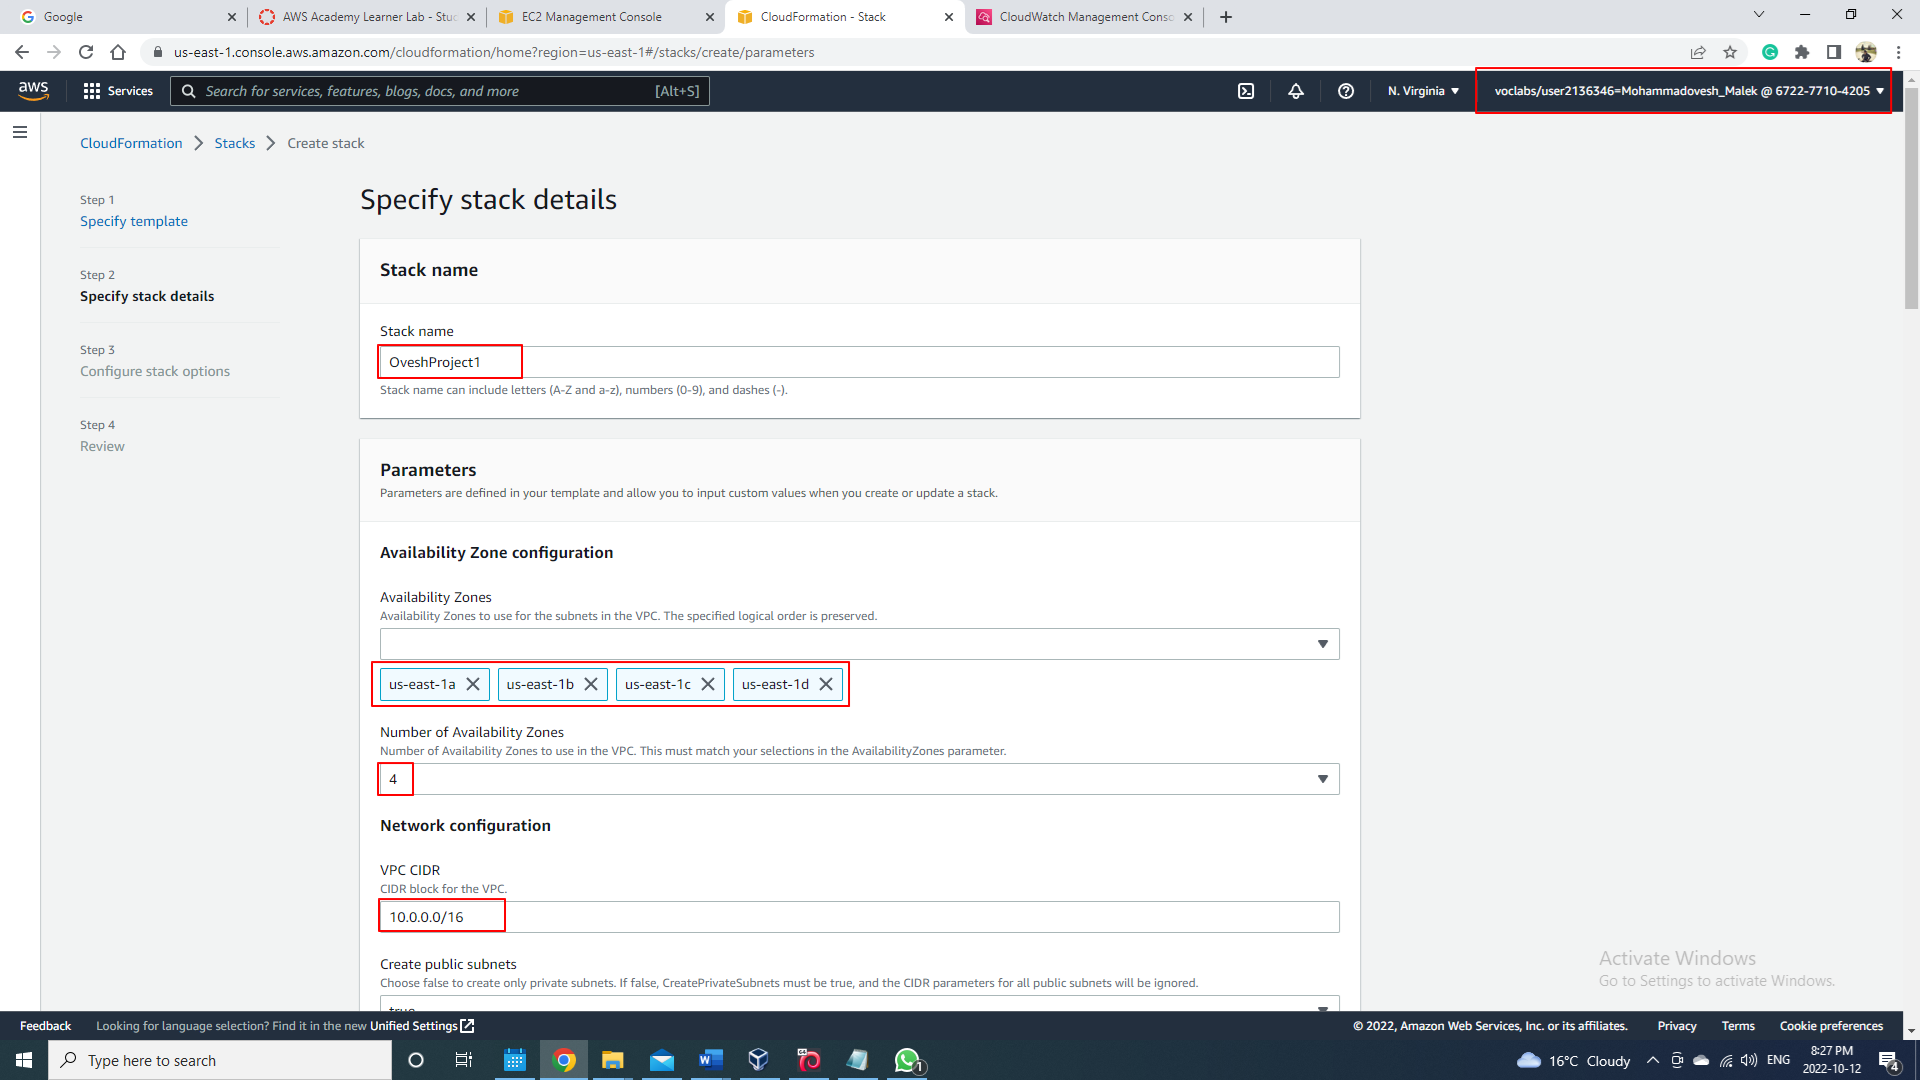 Google
AWS Academy Learner Lab - Stud
EC2 Management Console
CloudFormation - Stack
CloudWatch Management Conso
us-east-1.console.aws.amazon.com/cloudformation/home?region=us-east-1#/stacks/create/parameters
aws
Services
Search for services, features, blogs, docs, and more
[Alt+S]
N. Virginia
voclabs/user2136346=Mohammadovesh_Malek @ 6722-7710-4205
CloudFormation
Stacks
Create stack
Step 1
Specify template
Step 2
Specify stack details
Step 3
Configure stack options
Step 4
Review
Specify stack details
Stack name
Stack name
OveshProject1
Stack name can include letters (A-Z and a-z), numbers (0-9), and dashes (-).
Parameters
Parameters are defined in your template and allow you to input custom values when you create or update a stack.
Availability Zone configuration
Availability Zones
Availability Zones to use for the subnets in the VPC. The specified logical order is preserved.
us-east-1a
us-east-1b
us-east-1c
us-east-1d
Number of Availability Zones
Number of Availability Zones to use in the VPC. This must match your selections in the AvailabilityZones parameter.
4
Network configuration
VPC CIDR
CIDR block for the VPC.
10.0.0.0/16
Create public subnets
Choose false to create only private subnets. If false, CreatePrivateSubnets must be true, and the CIDR parameters for all public subnets will be ignored.
true
Activate Windows
Go to Settings to activate Windows.
Feedback
Looking for language selection? Find it in the new Unified Settings
© 2022, Amazon Web Services, Inc. or its affiliates.
Privacy
Terms
Cookie preferences
Type here to search
1
16°C Cloudy
ENG
8:27 PM
2022-10-12
4